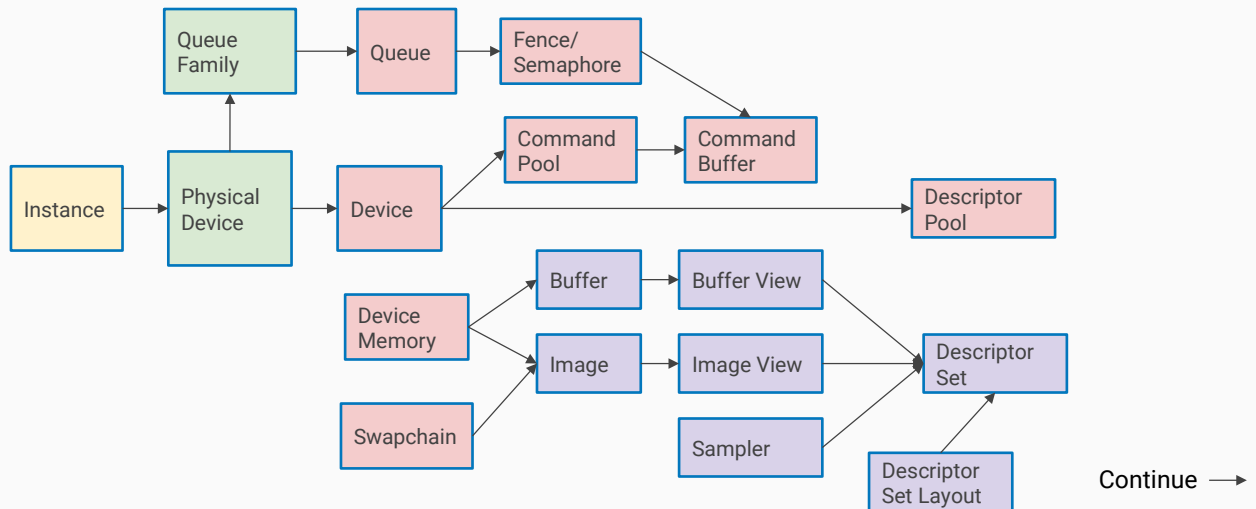 Queue
Family
Queue
Fence/
Semaphore
Command
Pool
Command
Buffer
Instance
Physical
Device
Device
Descriptor
Pool
Buffer
Buffer View
Device
Memory
Image
Image View
Descriptor
Set
Swapchain
Sampler
Descriptor
Set Layout
Continue